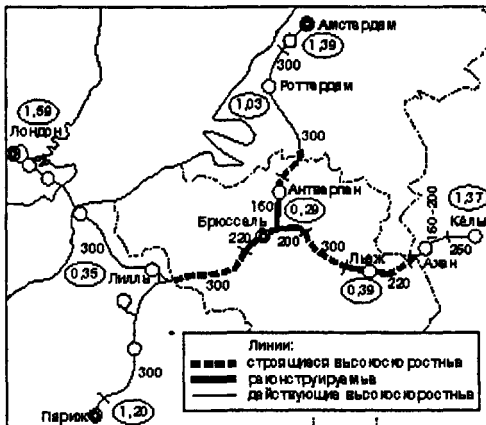 Амстердам
1,39
300
Роттердам
1,03
1,59
Лондон
300
Антверпен
160
0,29
1,37
Кёльн
160-200
250
Брюссель
220
200
300
Льеж
Ахен
220
0,39
300
0,35
Лилль
300
300
Париж
1,20
Линии:
строящиеся высокоскоростные
реконструируемые
действующие высокоскоростные